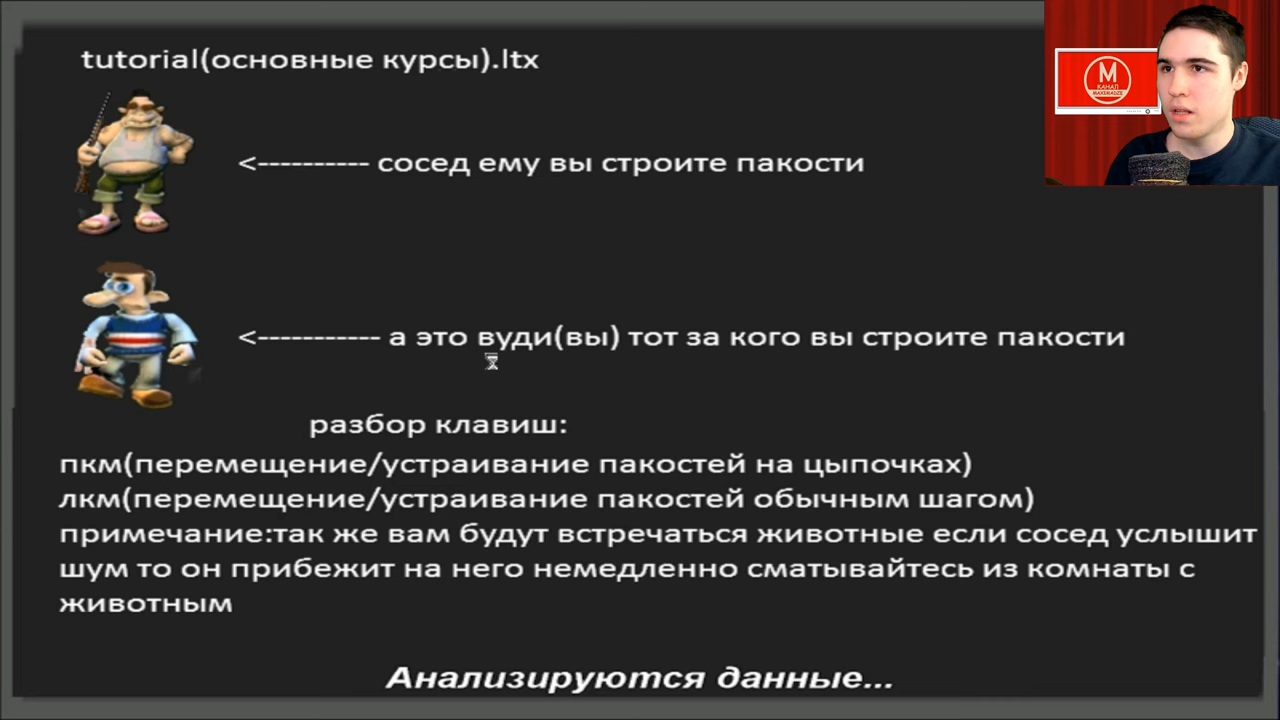 tutorial(основные курсы).ltx
М
КАНАЛ
<---------- сосед ему вы строите пакости
<----------- а это вуди(вы) тот за кого вы строите пакости
разбор клавиш:
пкм(перемещение/устраивание пакостей на цыпочках)
лкм(перемещение/устраивание пакостей обычным шагом)
примечание:так же вам будут встречаться животные если сосед услышит
шум то он прибежит на него немедленно сматывайтесь из комнаты с
животным
Анализируются данные...